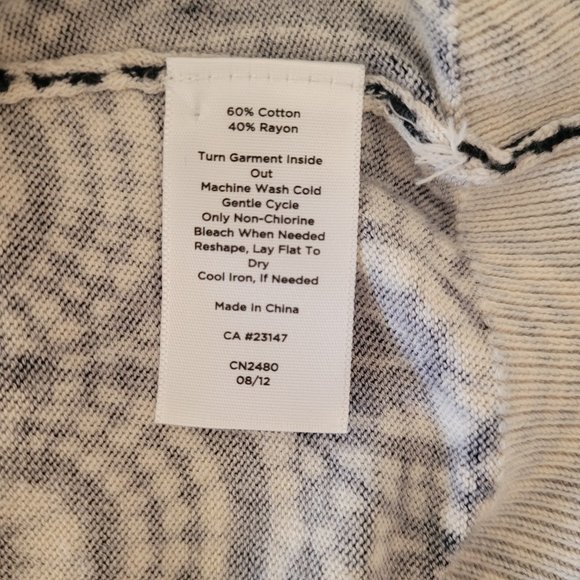 60% Cotton
40% Rayon
Turn Garment Inside
Out
Machine Wash Cold
Gentle Cycle
Only Non-Chlorine
Bleach When Needed
Reshape, Lay Flat To
Dry
Cool Iron, If Needed
Made In China
CA #23147
CN2480
08/12